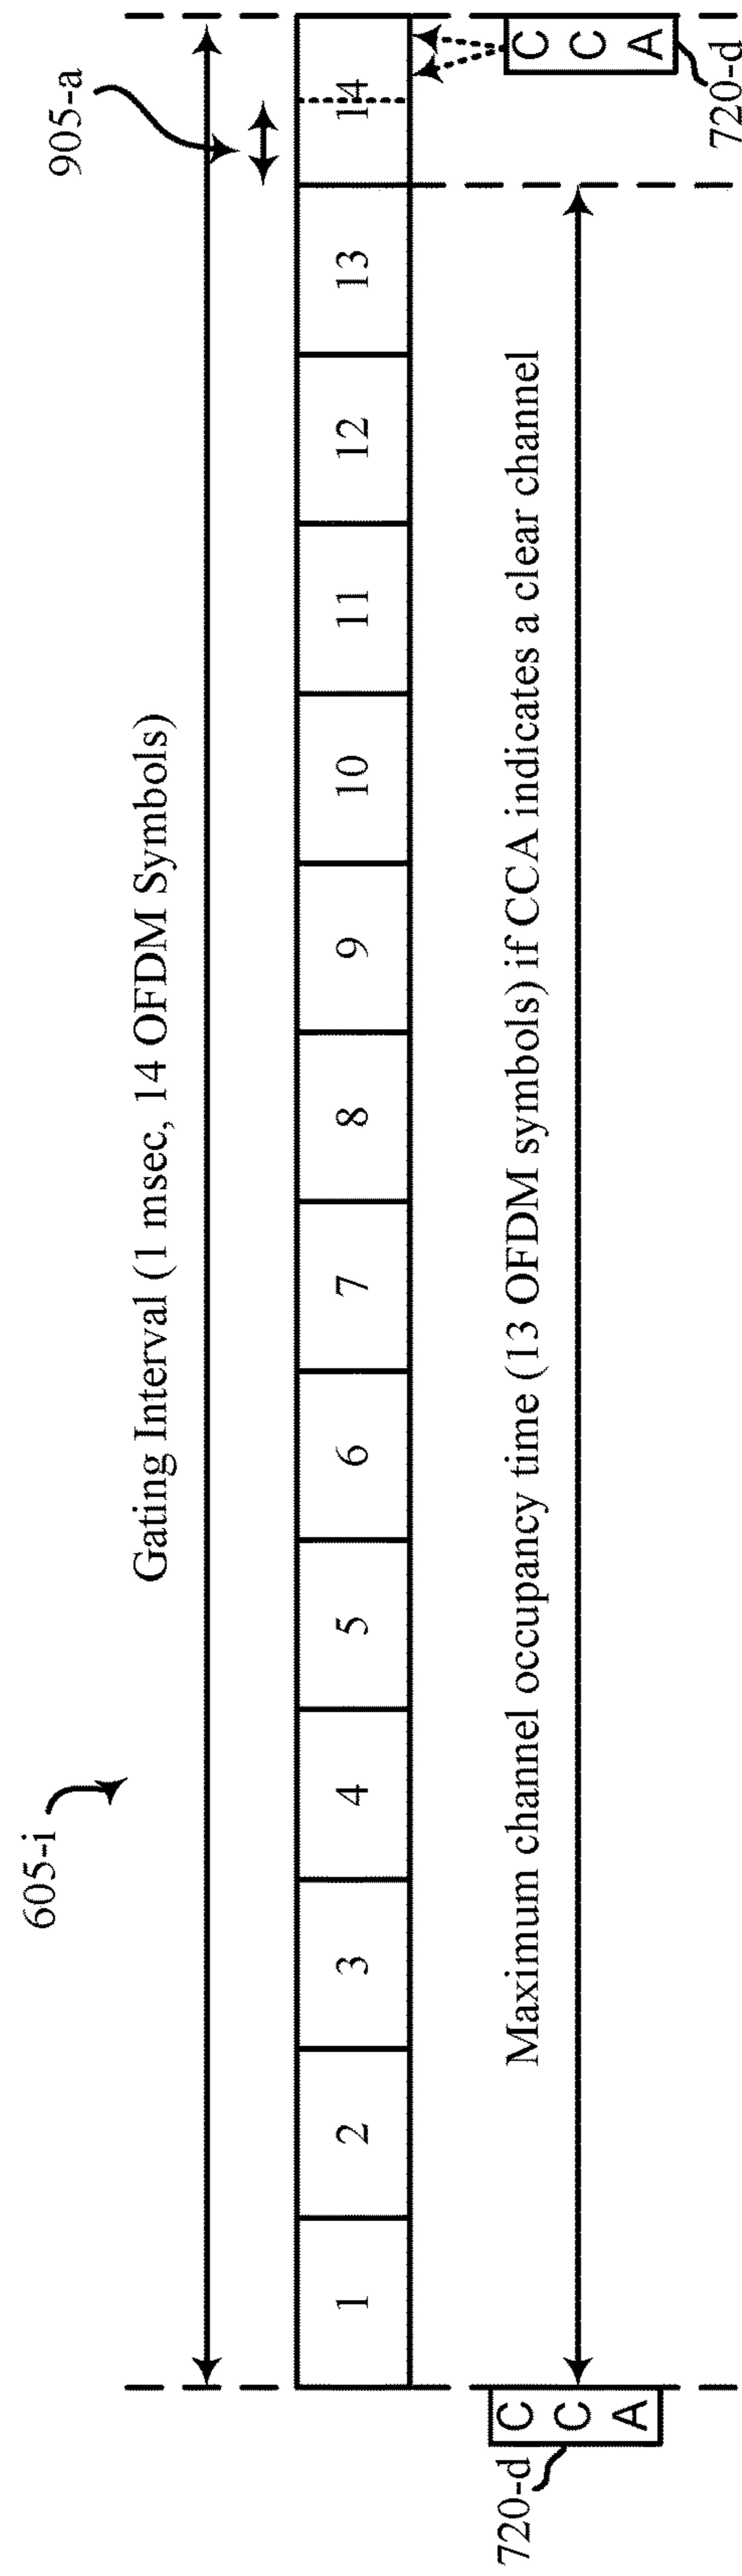 605-i
905-a
Gating Interval (1 msec, 14 OFDM Symbols)
1 2 3 4 5 6 7 8 9 10 11 12 13 14
Maximum channel occupancy time (13 OFDM symbols) if CCA indicates a clear channel
720-d
CCA
CCA
720-d